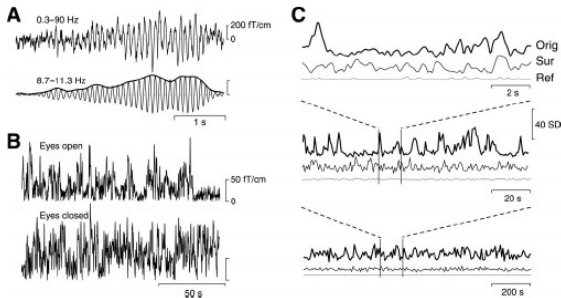 A
0.3–90 Hz
200 fT/cm
0
8.7–11.3 Hz
1 s
B
Eyes open
50 fT/cm
0
Eyes closed
50 s
C
Orig
Sur
Ref
2 s
40 SD
20 s
200 s